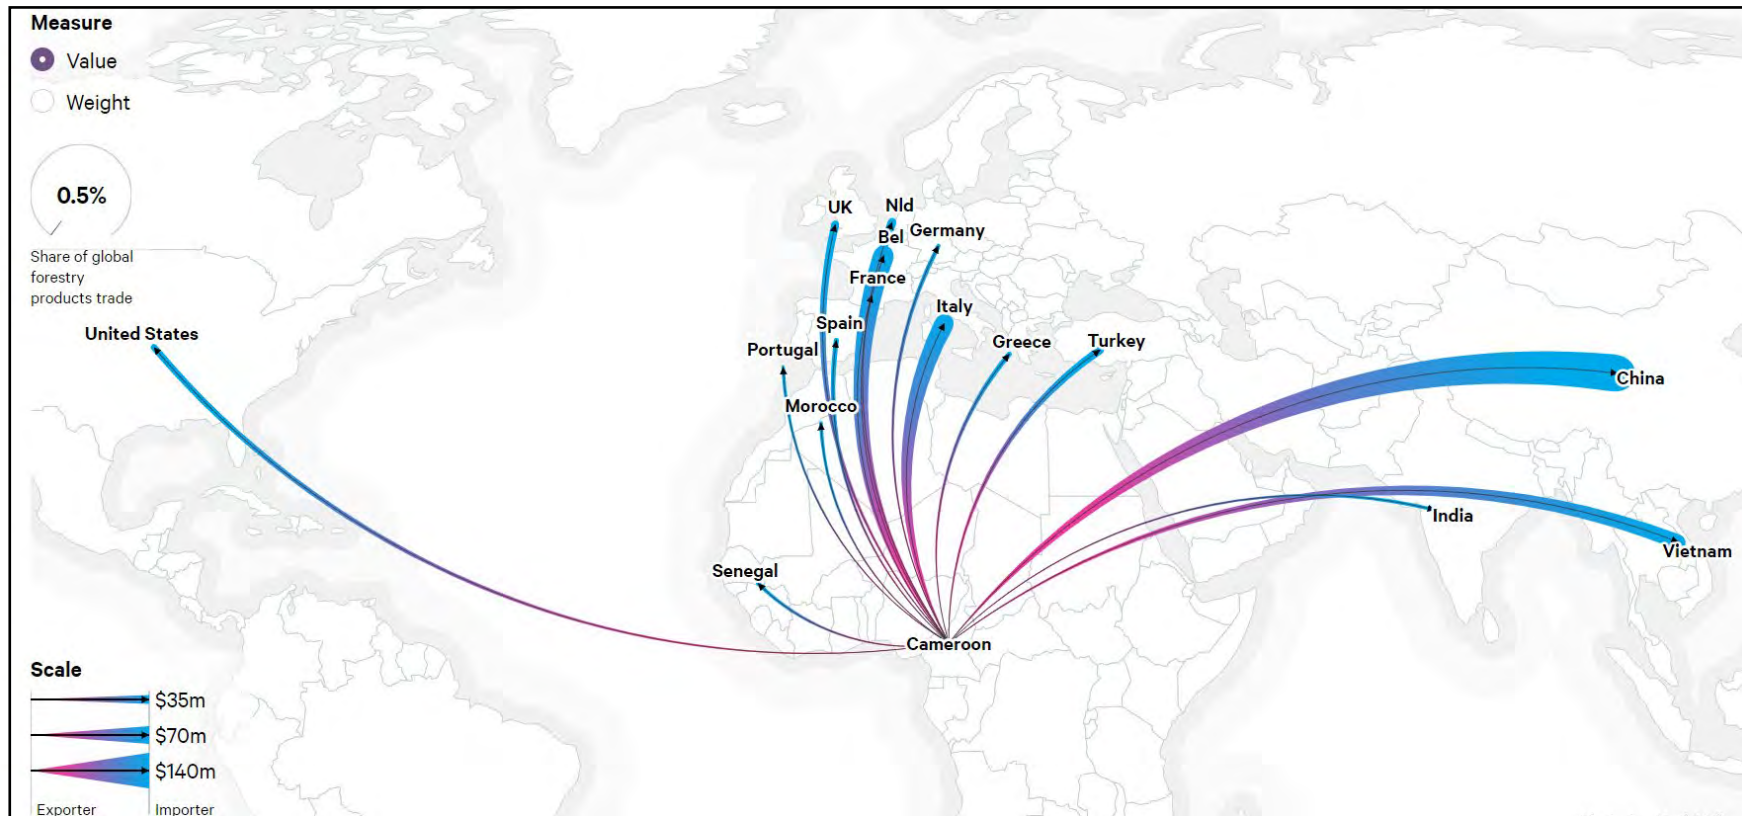 Measure
Value
Weight
0.5%
Share of global
forestry
products trade
United States
UK
Nld
Bel
Germany
France
Italy
Spain
Portugal
Greece
Turkey
Morocco
China
India
Vietnam
Senegal
Cameroon
Scale
$35m
$70m
$140m
Exporter
Importer